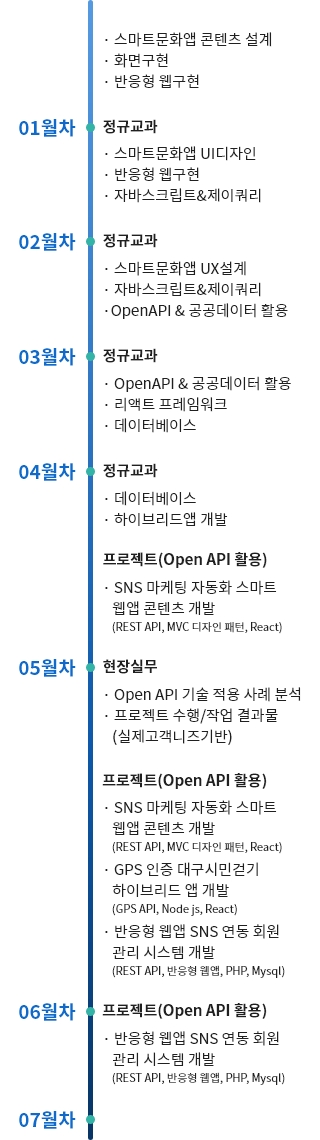 · 스마트문화앱 콘텐츠 설계
· 화면구현
· 반응형 웹구현
01월차 정규교과
· 스마트문화앱 UI디자인
· 반응형 웹구현
· 자바스크립트&제이쿼리
02월차 정규교과
· 스마트문화앱 UX설계
· 자바스크립트&제이쿼리
·OpenAPI & 공공데이터 활용
03월차 정규교과
· OpenAPI & 공공데이터 활용
· 리액트 프레임워크
· 데이터베이스
04월차 정규교과
· 데이터베이스
· 하이브리드앱 개발
프로젝트(Open API 활용)
· SNS 마케팅 자동화 스마트
웹앱 콘텐츠 개발
(REST API, MVC 디자인 패턴, React)
05월차 현장실무
· Open API 기술 적용 사례 분석
· 프로젝트 수행/작업 결과물
(실제고객니즈기반)
프로젝트(Open API 활용)
· SNS 마케팅 자동화 스마트
웹앱 콘텐츠 개발
(REST API, MVC 디자인 패턴, React)
· GPS 인증 대구시민걷기
하이브리드 앱 개발
(GPS API, Node js, React)
· 반응형 웹앱 SNS 연동 회원
관리 시스템 개발
(REST API, 반응형 웹앱, PHP, Mysql)
06월차 프로젝트(Open API 활용)
· 반응형 웹앱 SNS 연동 회원
관리 시스템 개발
(REST API, 반응형 웹앱, PHP, Mysql)
07월차